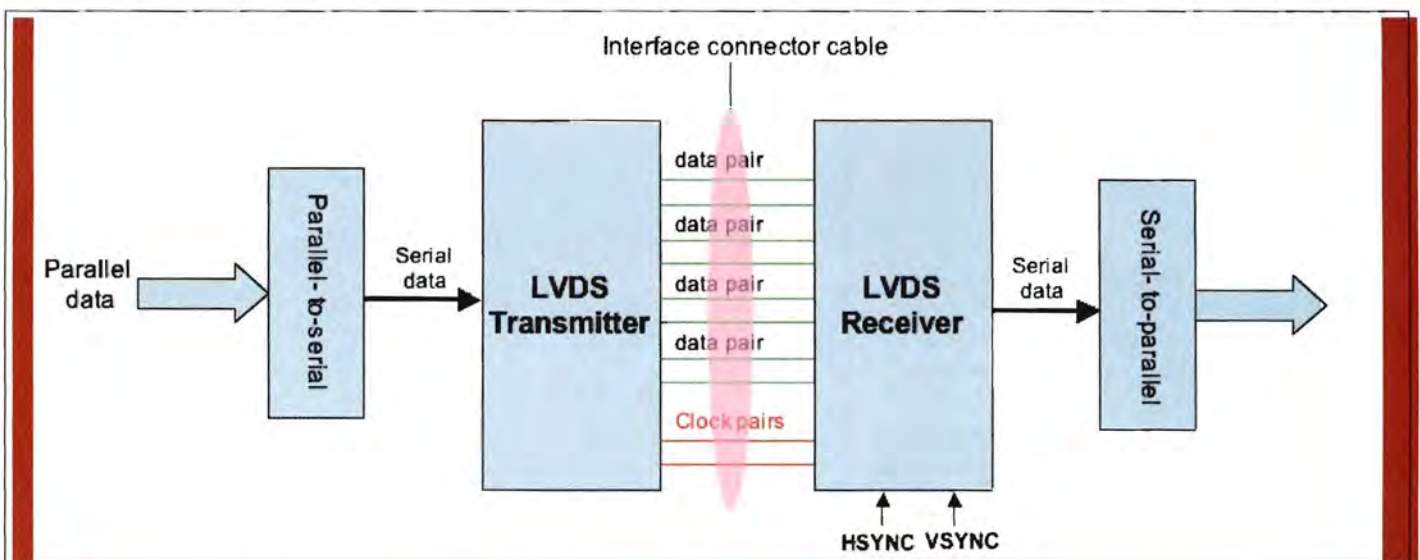 Interface connector cable
Parallel
data
Parallel- to-serial
Serial
data
LVDS
Transmitter
data pair
data pair
data pair
data pair
Clock pairs
LVDS
Receiver
HSYNC VSYNC
Serial
data
Serial- to-parallel